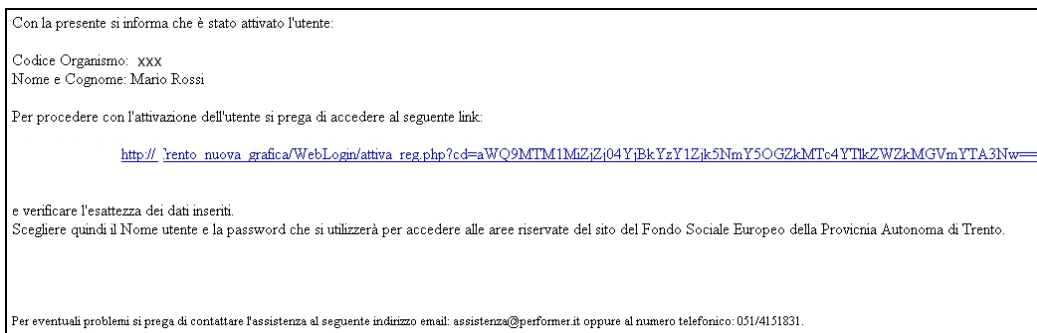 Con la presente si informa che è stato attivato l'utente:
Codice Organismo: xxx
Nome e Cognome: Mario Rossi
Per procedere con l'attivazione dell'utente si prega di accedere al seguente link:
http:// rento_nuova_grafica/WebLogin/attiva_reg.php?cd=aWQ9MTM1MiZjZj04YjBkYzY1Zjk5NmY5OGZkMTc4YTlkZWZkMGVmYTA3Nw==
e verificare l'esattezza dei dati inseriti.
Scegliere quindi il Nome utente e la password che si utilizzerà per accedere alle aree riservate del sito del Fondo Sociale Europeo della Provicnia Autonoma di Trento.
Per eventuali problemi si prega di contattare l'assistenza al seguente indirizzo email: assistenza@performer.it oppure al numero telefonico: 051/4151831.